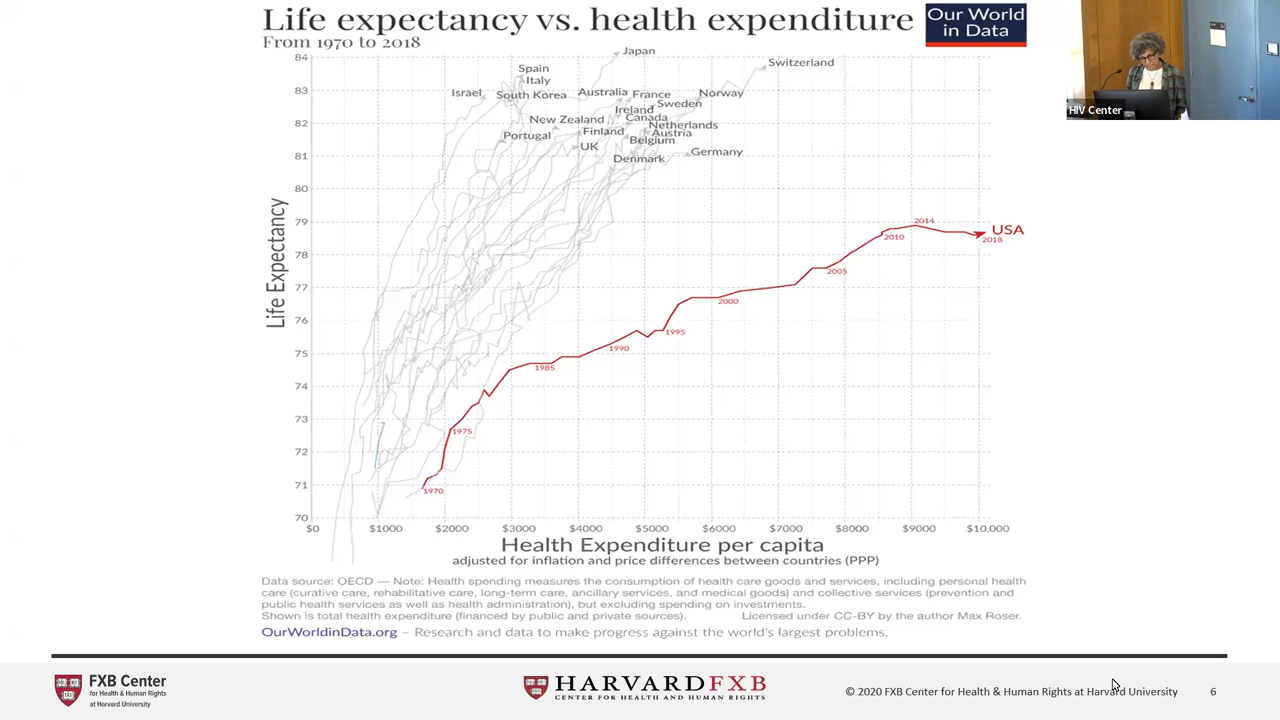 Life expectancy vs. health expenditure
From 1970 to 2018
Our World
in Data
HIV Center
Life Expectancy
84
83
82
81
80
79
78
77
76
75
74
73
72
71
70
Japan
Switzerland
Spain
Italy
Israel
South Korea
Australia
France
Norway
Sweden
Ireland
Canada
New Zealand
Netherlands
Portugal
Finland
Austria
Belgium
UK
Germany
Denmark
USA
2014
2010
2018
2005
2000
1995
1990
1985
1975
1970
$0 $1000 $2000 $3000 $4000 $5000 $6000 $7000 $8000 $9000 $10,000
Health Expenditure per capita
adjusted for inflation and price differences between countries (PPP)
Data source: OECD — Note: Health spending measures the consumption of health care goods and services, including personal health
care (curative care, rehabilitative care, long-term care, ancillary services, and medical goods) and collective services (prevention and
public health services as well as health administration), but excluding spending on investments.
Shown is total health expenditure (financed by public and private sources). Licensed under CC-BY by the author Max Roser.
OurWorldinData.org – Research and data to make progress against the world's largest problems.
FXB Center
for Health & Human Rights
at Harvard University
HARVARDFXB
CENTER FOR HEALTH AND HUMAN RIGHTS
© 2020 FXB Center for Health & Human Rights at Harvard University 6